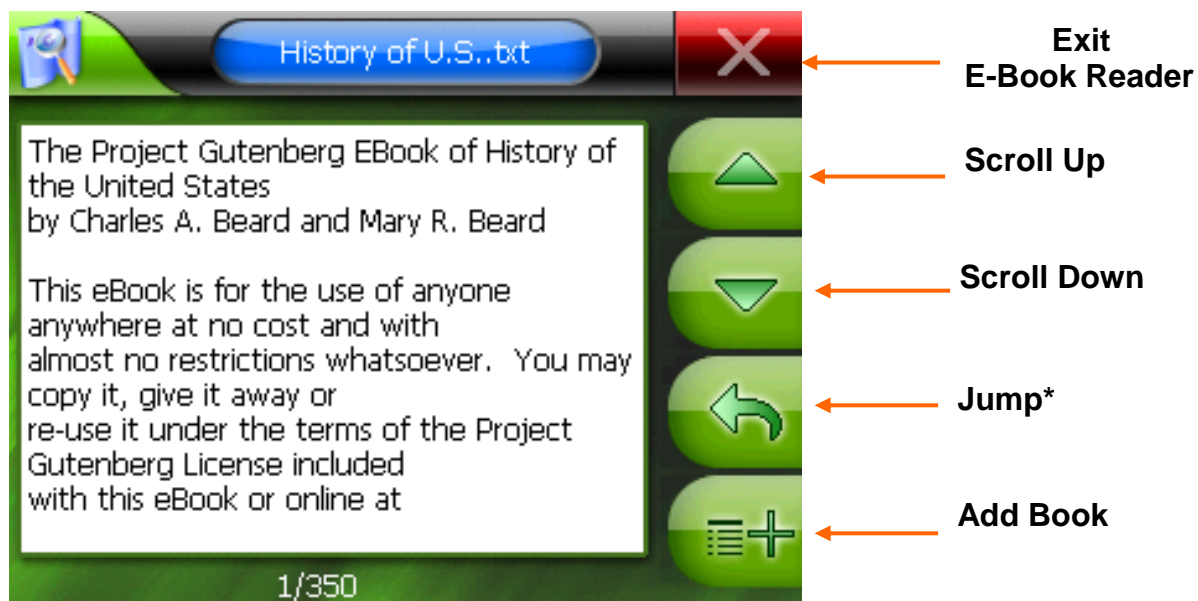 History of U.S..txt
Exit
E-Book Reader
The Project Gutenberg EBook of History of
the United States
by Charles A. Beard and Mary R. Beard
This eBook is for the use of anyone
anywhere at no cost and with
almost no restrictions whatsoever.  You may
copy it, give it away or
re-use it under the terms of the Project
Gutenberg License included
with this eBook or online at
1/350
Scroll Up
Scroll Down
Jump*
Add Book